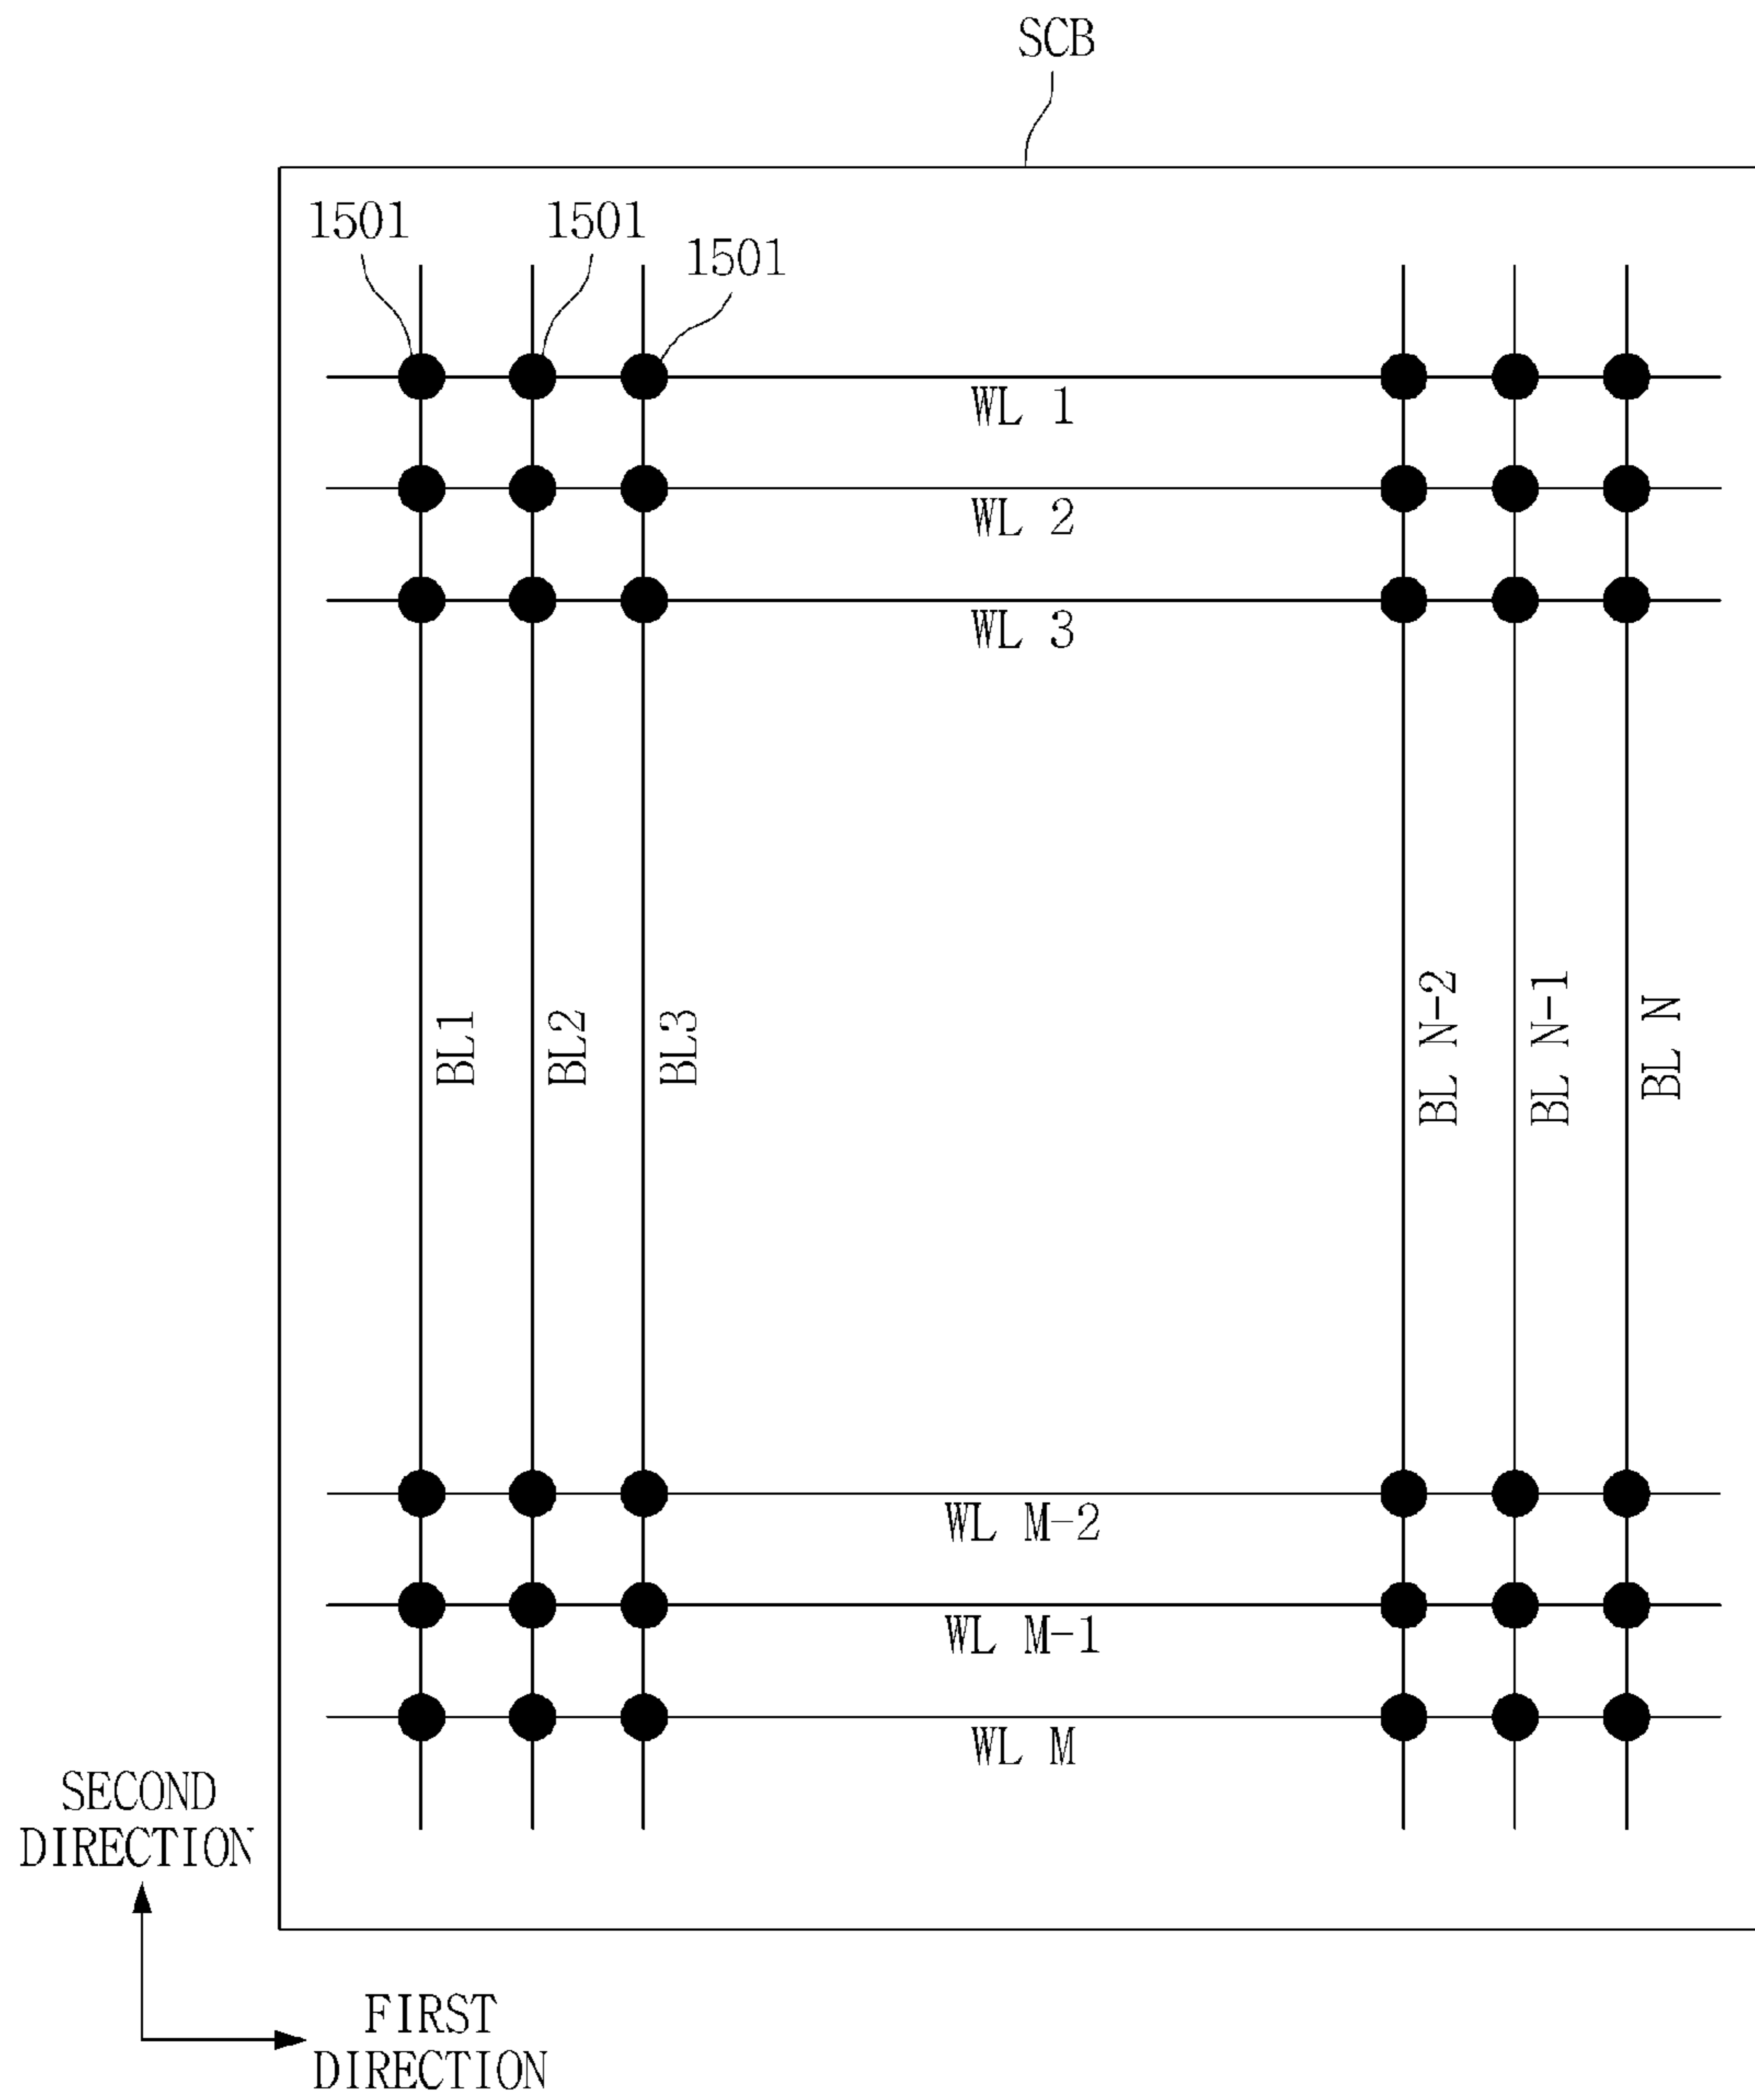 SCB
1501
1501
1501
WL 1
WL 2
WL 3
BL1
BL2
BL3
BL N-2
BL N-1
BL N
WL M-2
WL M-1
WL M
SECOND
DIRECTION
FIRST
DIRECTION